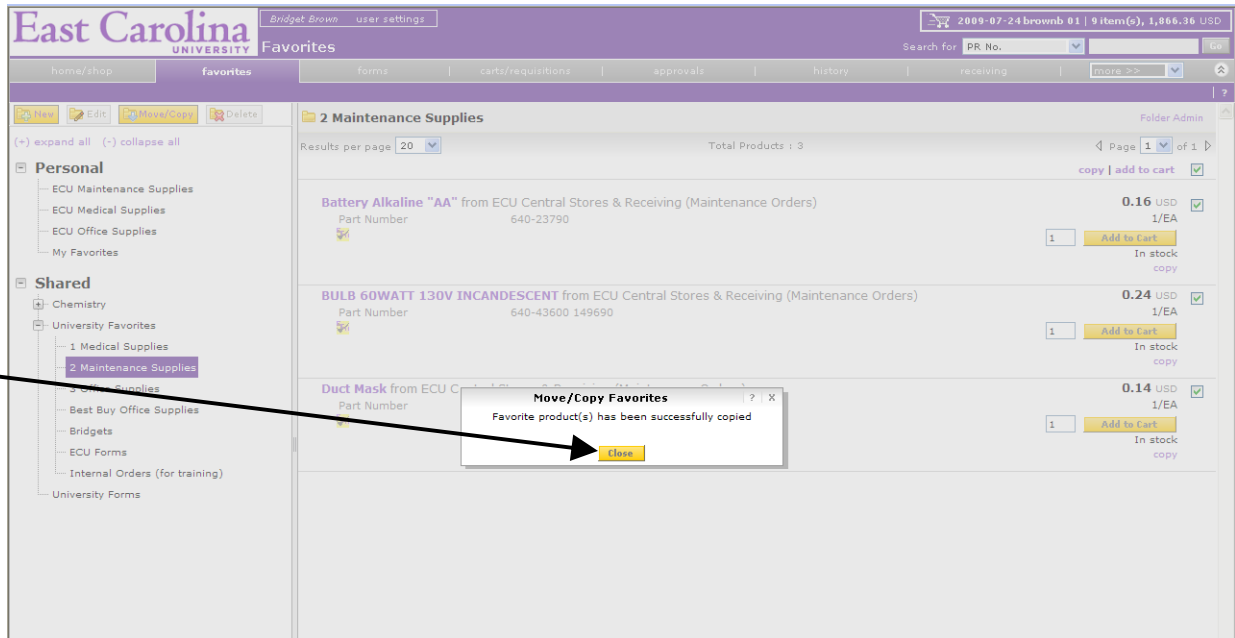 East Carolina
UNIVERSITY
Bridget Brown user settings
2009-07-24 brownb 01 | 9 item(s), 1,866.36 USD
Favorites
Search for PR No. Go
home/shop favorites forms | carts/requisitions | approvals | history | receiving | more >>
| ?
New Edit Move/Copy Delete
(+) expand all (-) collapse all
Personal
ECU Maintenance Supplies
ECU Medical Supplies
ECU Office Supplies
My Favorites
Shared
Chemistry
University Favorites
1 Medical Supplies
2 Maintenance Supplies
3 Office Supplies
Best Buy Office Supplies
Bridgets
ECU Forms
Internal Orders (for training)
University Forms
2 Maintenance Supplies Folder Admin
Results per page 20 Total Products : 3 Page 1 of 1
copy | add to cart
Battery Alkaline "AA" from ECU Central Stores & Receiving (Maintenance Orders) 0.16 USD
Part Number 640-23790 1/EA
1 Add to Cart
In stock
copy
BULB 60WATT 130V INCANDESCENT from ECU Central Stores & Receiving (Maintenance Orders) 0.24 USD
Part Number 640-43600 149690 1/EA
1 Add to Cart
In stock
copy
Duct Mask from ECU 0.14 USD
Part Number 1/EA
1 Add to Cart
In stock
copy
Move/Copy Favorites ? X
Favorite product(s) has been successfully copied
Close